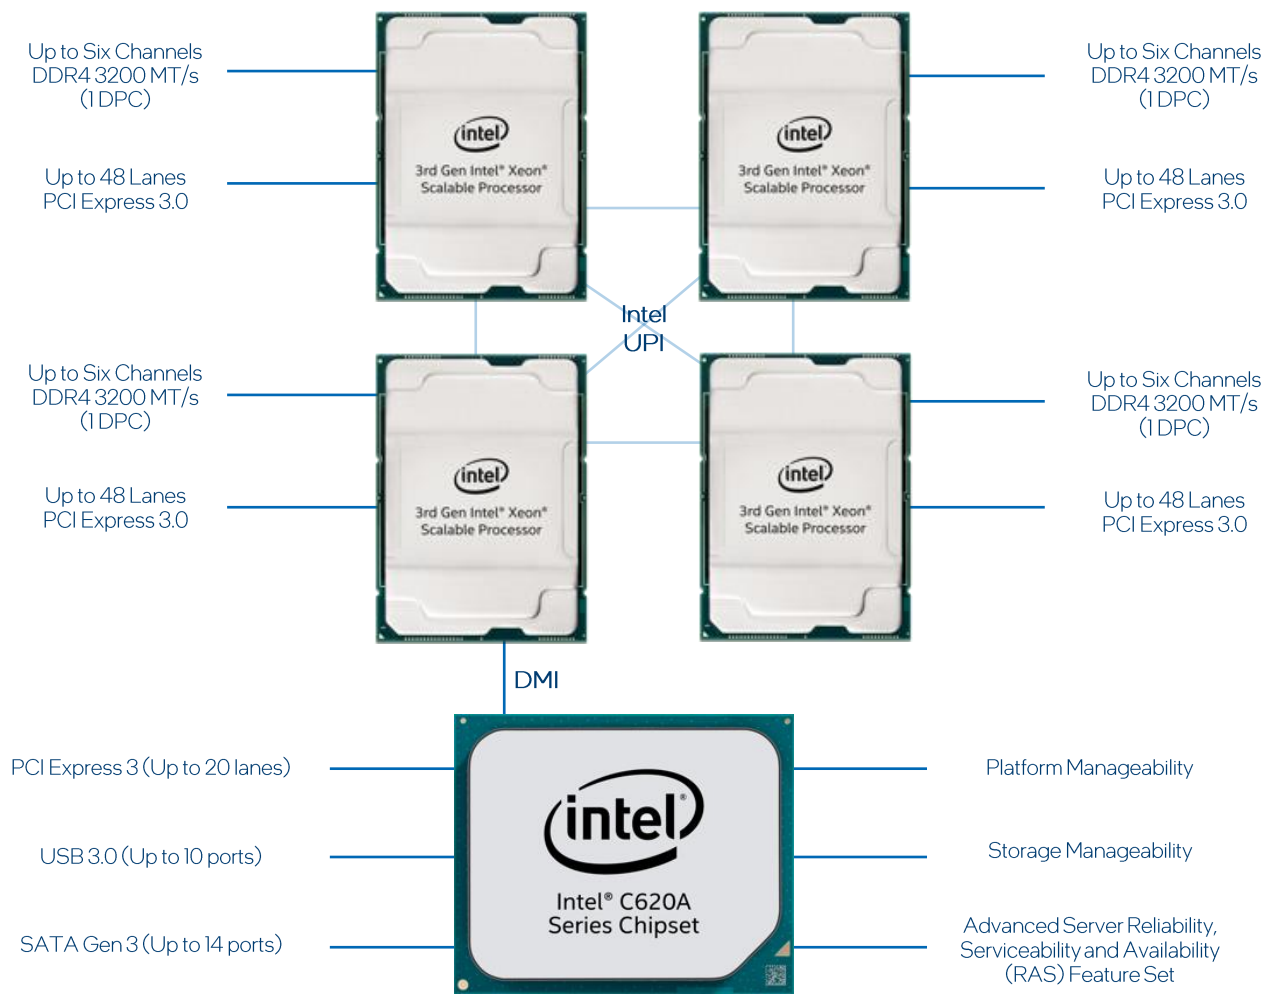 Up to Six Channels
DDR4 3200 MT/s
(1 DPC)
Up to 48 Lanes
PCI Express 3.0
intel
3rd Gen Intel® Xeon®
Scalable Processor
intel
3rd Gen Intel® Xeon®
Scalable Processor
Up to Six Channels
DDR4 3200 MT/s
(1 DPC)
Up to 48 Lanes
PCI Express 3.0
Intel
UPI
Up to Six Channels
DDR4 3200 MT/s
(1 DPC)
Up to 48 Lanes
PCI Express 3.0
intel
3rd Gen Intel® Xeon®
Scalable Processor
intel
3rd Gen Intel® Xeon®
Scalable Processor
Up to Six Channels
DDR4 3200 MT/s
(1 DPC)
Up to 48 Lanes
PCI Express 3.0
DMI
PCI Express 3 (Up to 20 lanes)
USB 3.0 (Up to 10 ports)
SATA Gen 3 (Up to 14 ports)
intel®
Intel® C620A
Series Chipset
Platform Manageability
Storage Manageability
Advanced Server Reliability,
Serviceability and Availability
(RAS) Feature Set